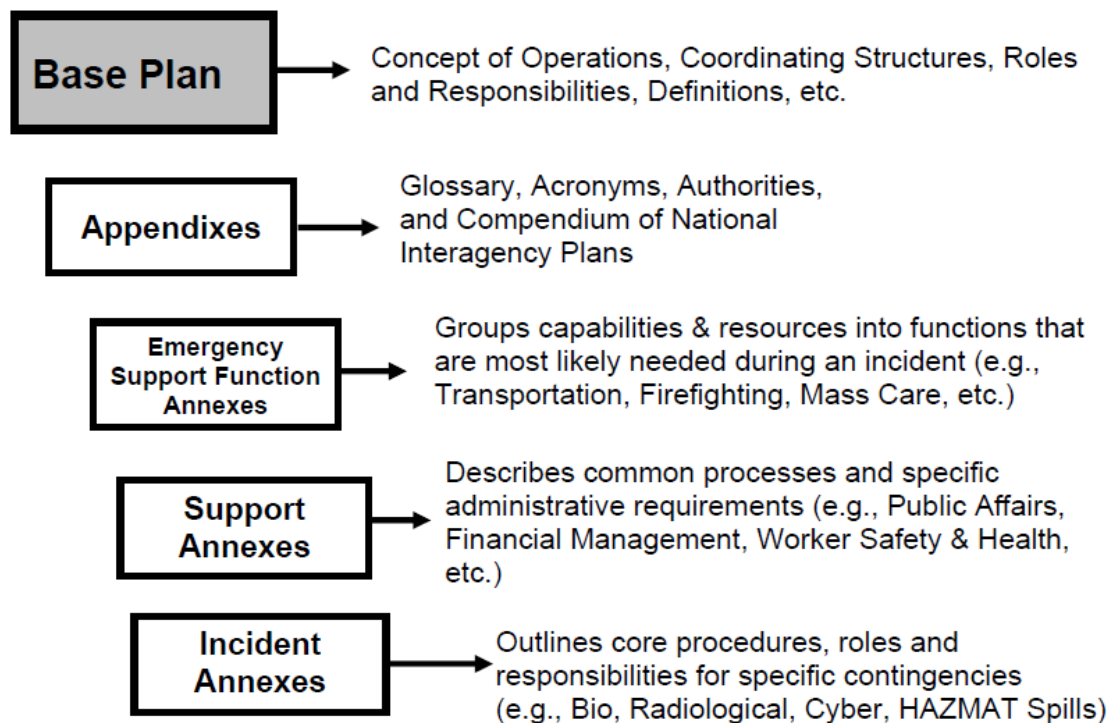 Base Plan
Concept of Operations, Coordinating Structures, Roles
and Responsibilities, Definitions, etc.
Appendixes
Glossary, Acronyms, Authorities,
and Compendium of National
Interagency Plans
Emergency
Support Function
Annexes
Groups capabilities & resources into functions that
are most likely needed during an incident (e.g.,
Transportation, Firefighting, Mass Care, etc.)
Support
Annexes
Describes common processes and specific
administrative requirements (e.g., Public Affairs,
Financial Management, Worker Safety & Health,
etc.)
Incident
Annexes
Outlines core procedures, roles and
responsibilities for specific contingencies
(e.g., Bio, Radiological, Cyber, HAZMAT Spills)